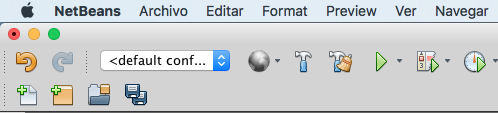 NetBeans Archivo Editar Format Preview Ver Navegar
<default conf...